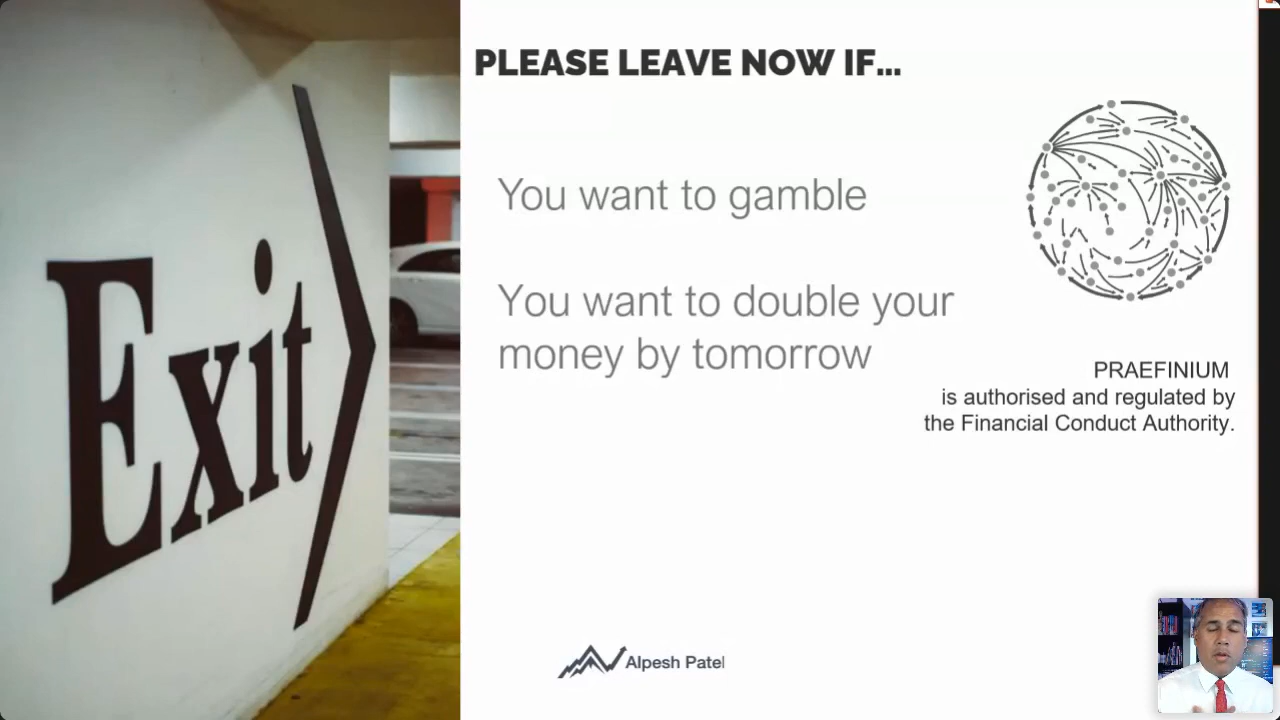 Exit
PLEASE LEAVE NOW IF...
You want to gamble
You want to double your
money by tomorrow
PRAEFINIUM
is authorised and regulated by
the Financial Conduct Authority.
Alpesh Patel